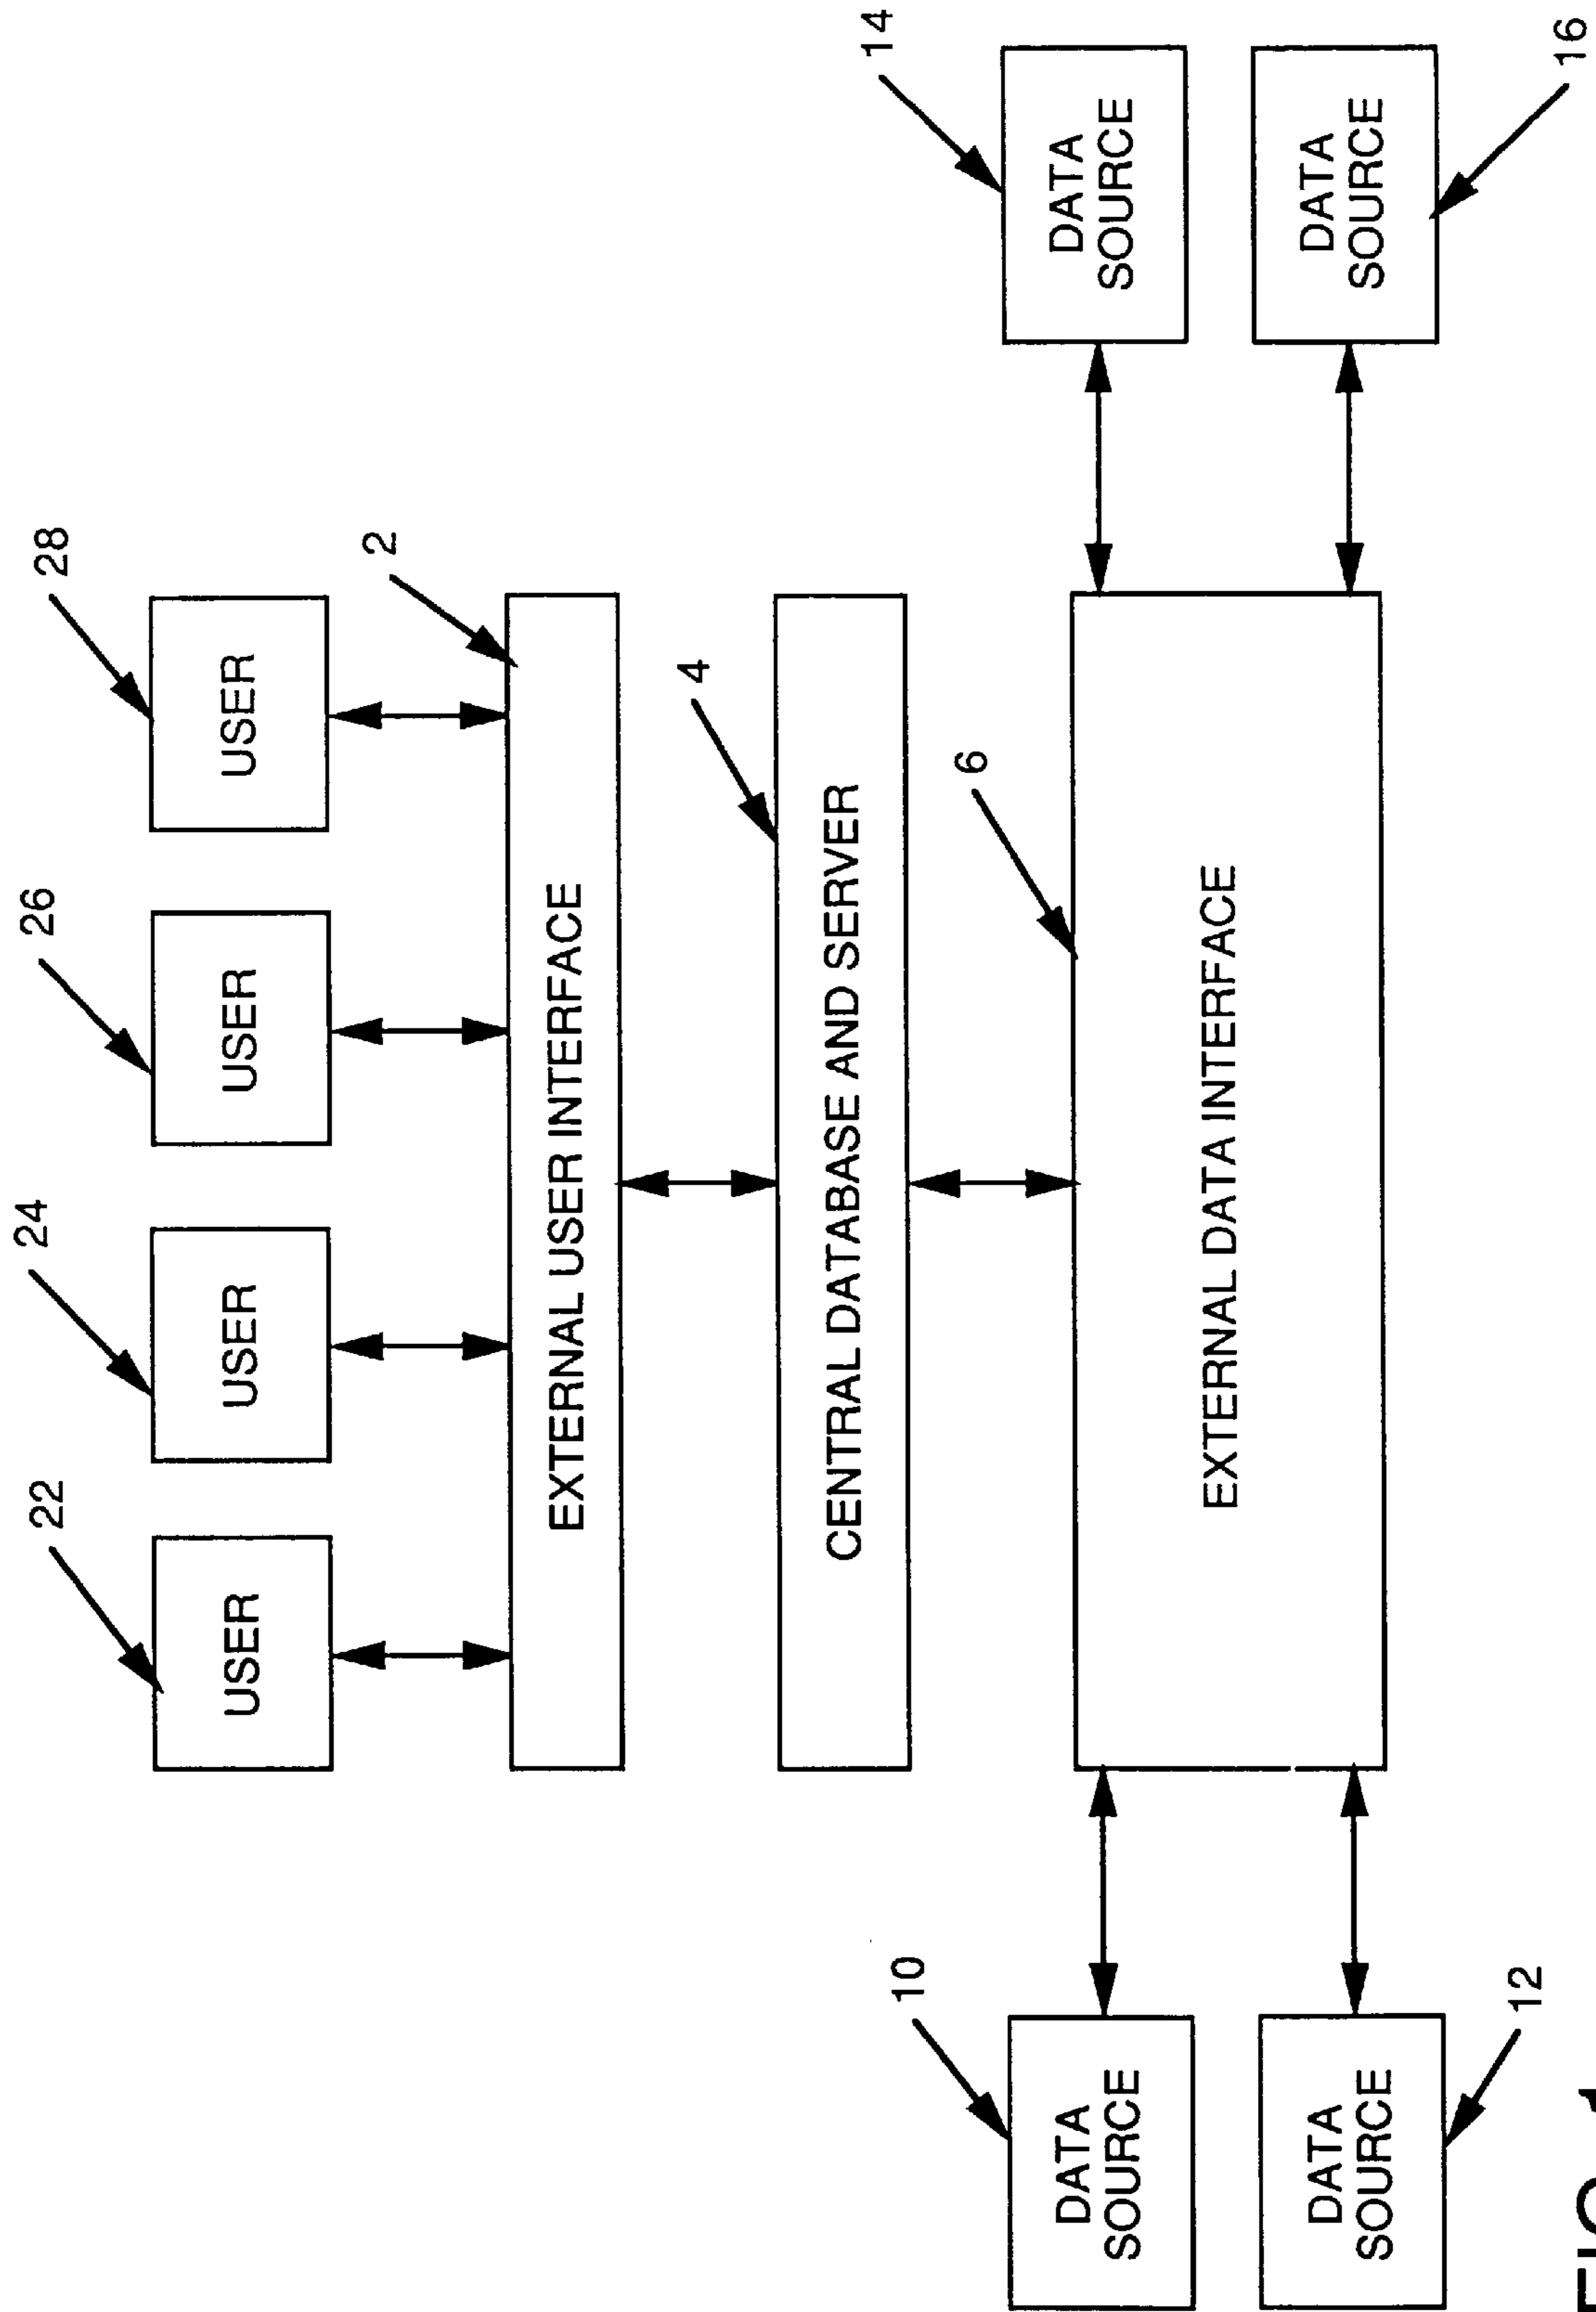 22
24
26
28
USER
USER
USER
USER
2
EXTERNAL USER INTERFACE
4
CENTRAL DATABASE AND SERVER
6
EXTERNAL DATA INTERFACE
10
DATA
SOURCE
14
DATA
SOURCE
12
DATA
SOURCE
16
DATA
SOURCE